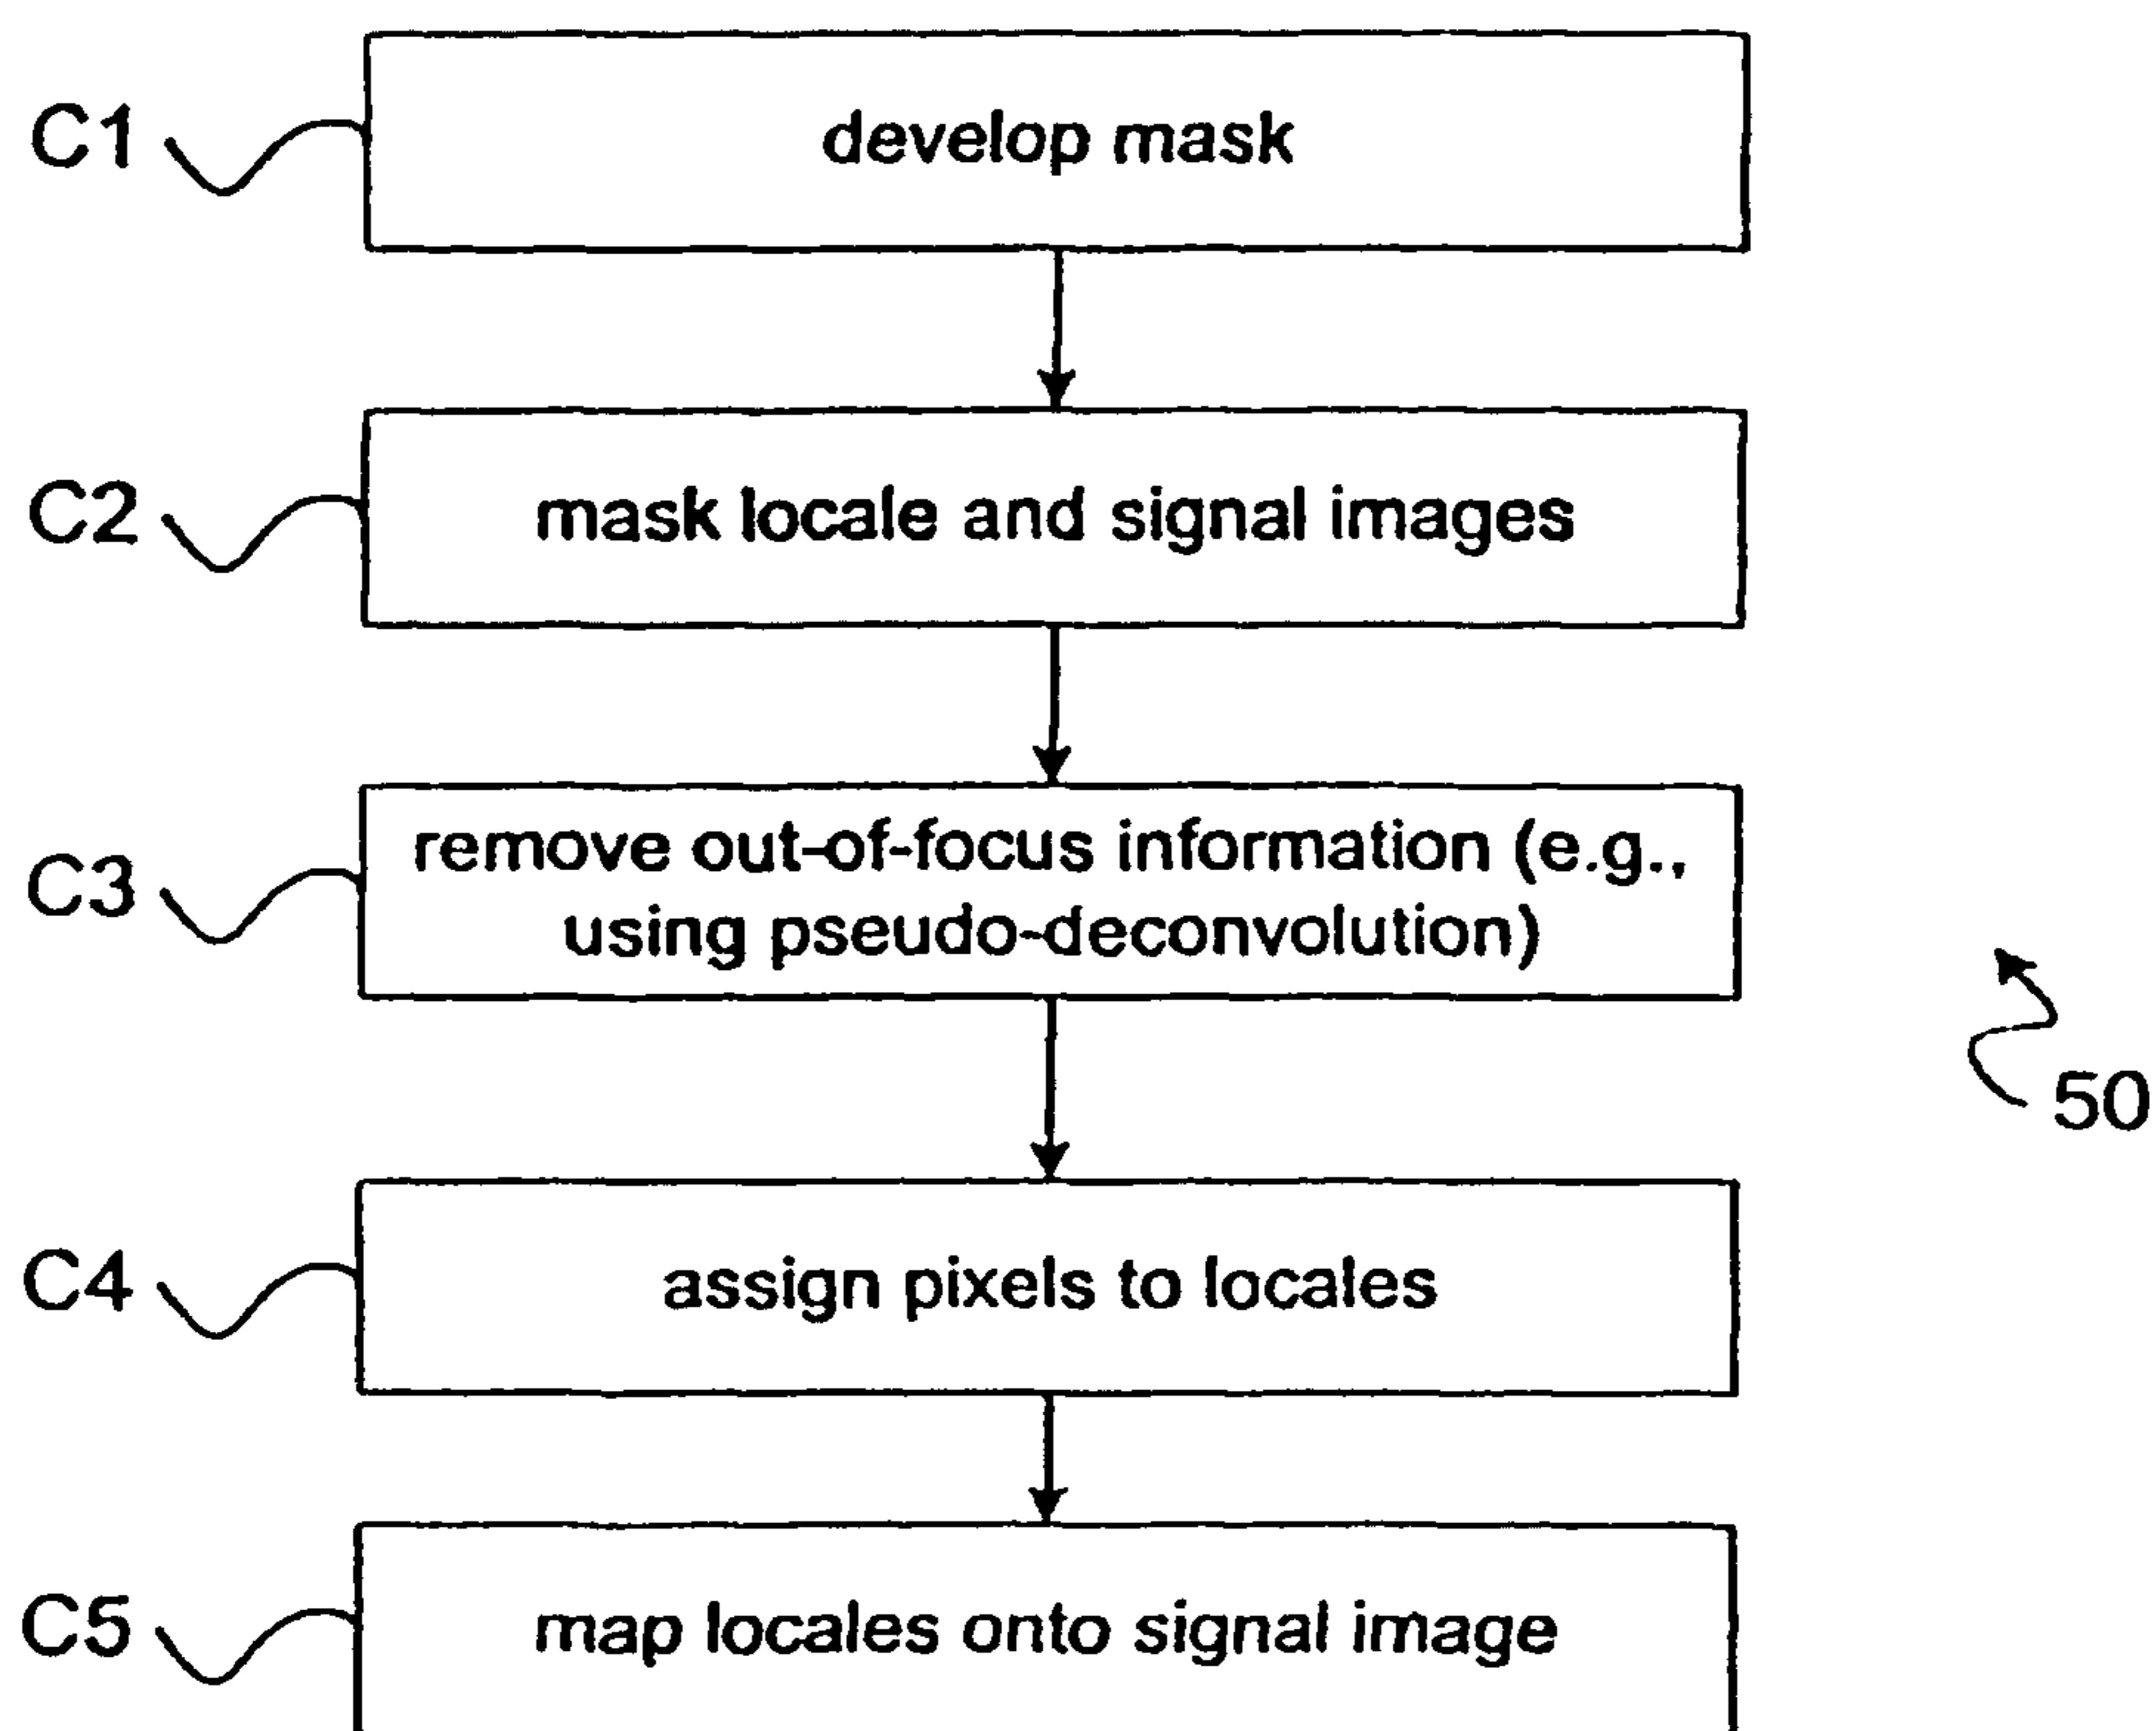 C1
develop mask
C2
mask locale and signal images
C3
remove out-of-focus information (e.g.,
using pseudo-deconvolution)
50
C4
assign pixels to locales
C5
map locales onto signal image